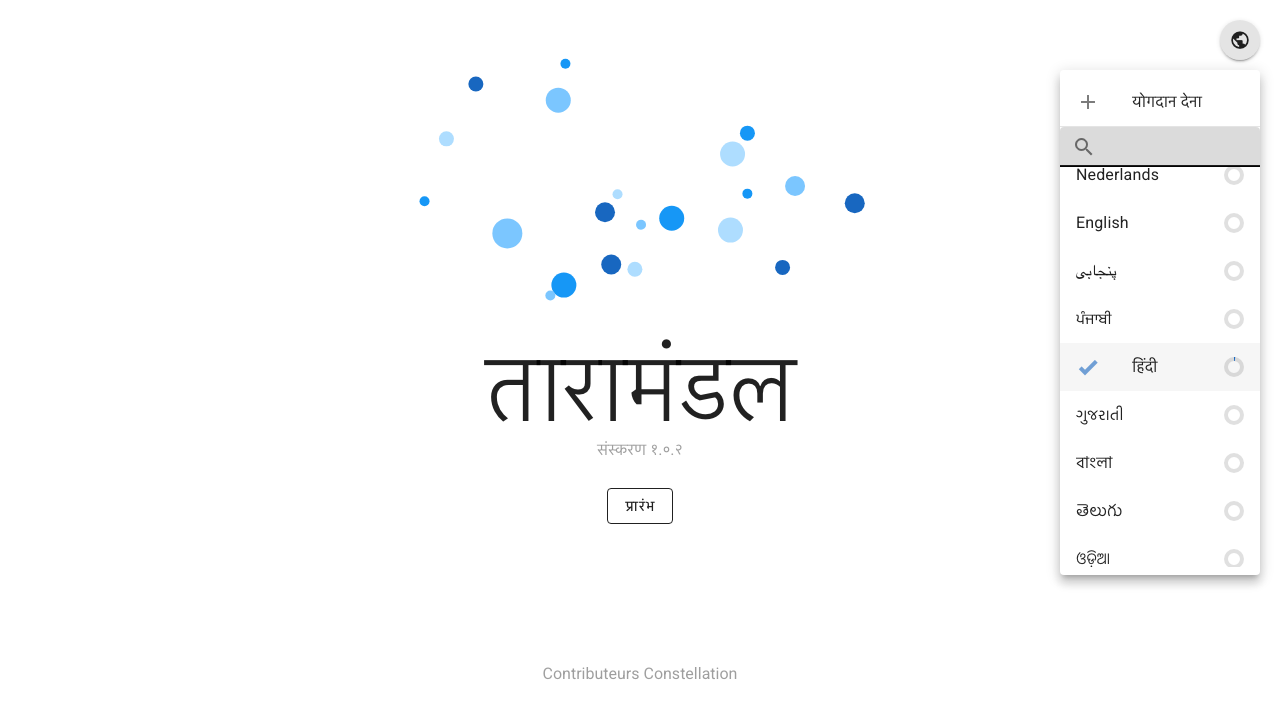 योगदान देना
Nederlands
English
پنجابی
ਪੰਜਾਬੀ
हिंदी
ગુજરાતી
বাংলা
తెలుగు
ଓଡ଼ିଆ
तारामंडल
संस्करण १.०.२
प्रारंभ
Contributeurs Constellation